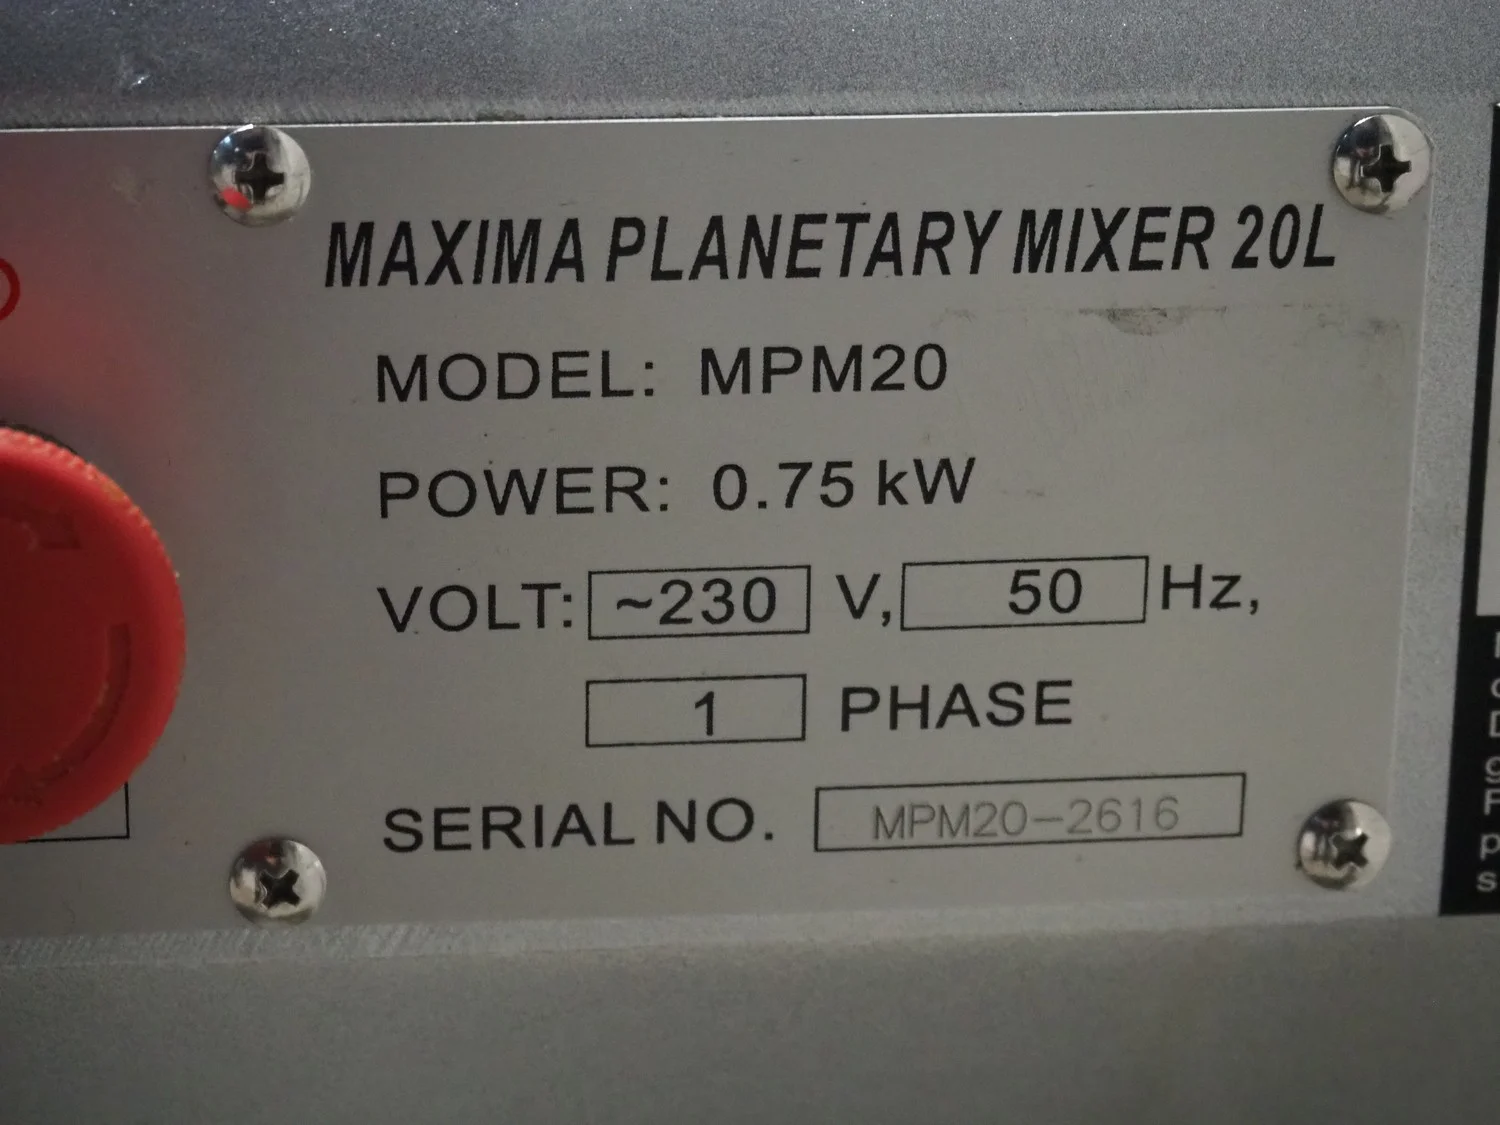 MAXIMA PLANETARY MIXER 20L
MODEL: MPM20
POWER: 0.75 kW
VOLT: ~230 V, 50 Hz,
1 PHASE
SERIAL NO. MPM20-2616